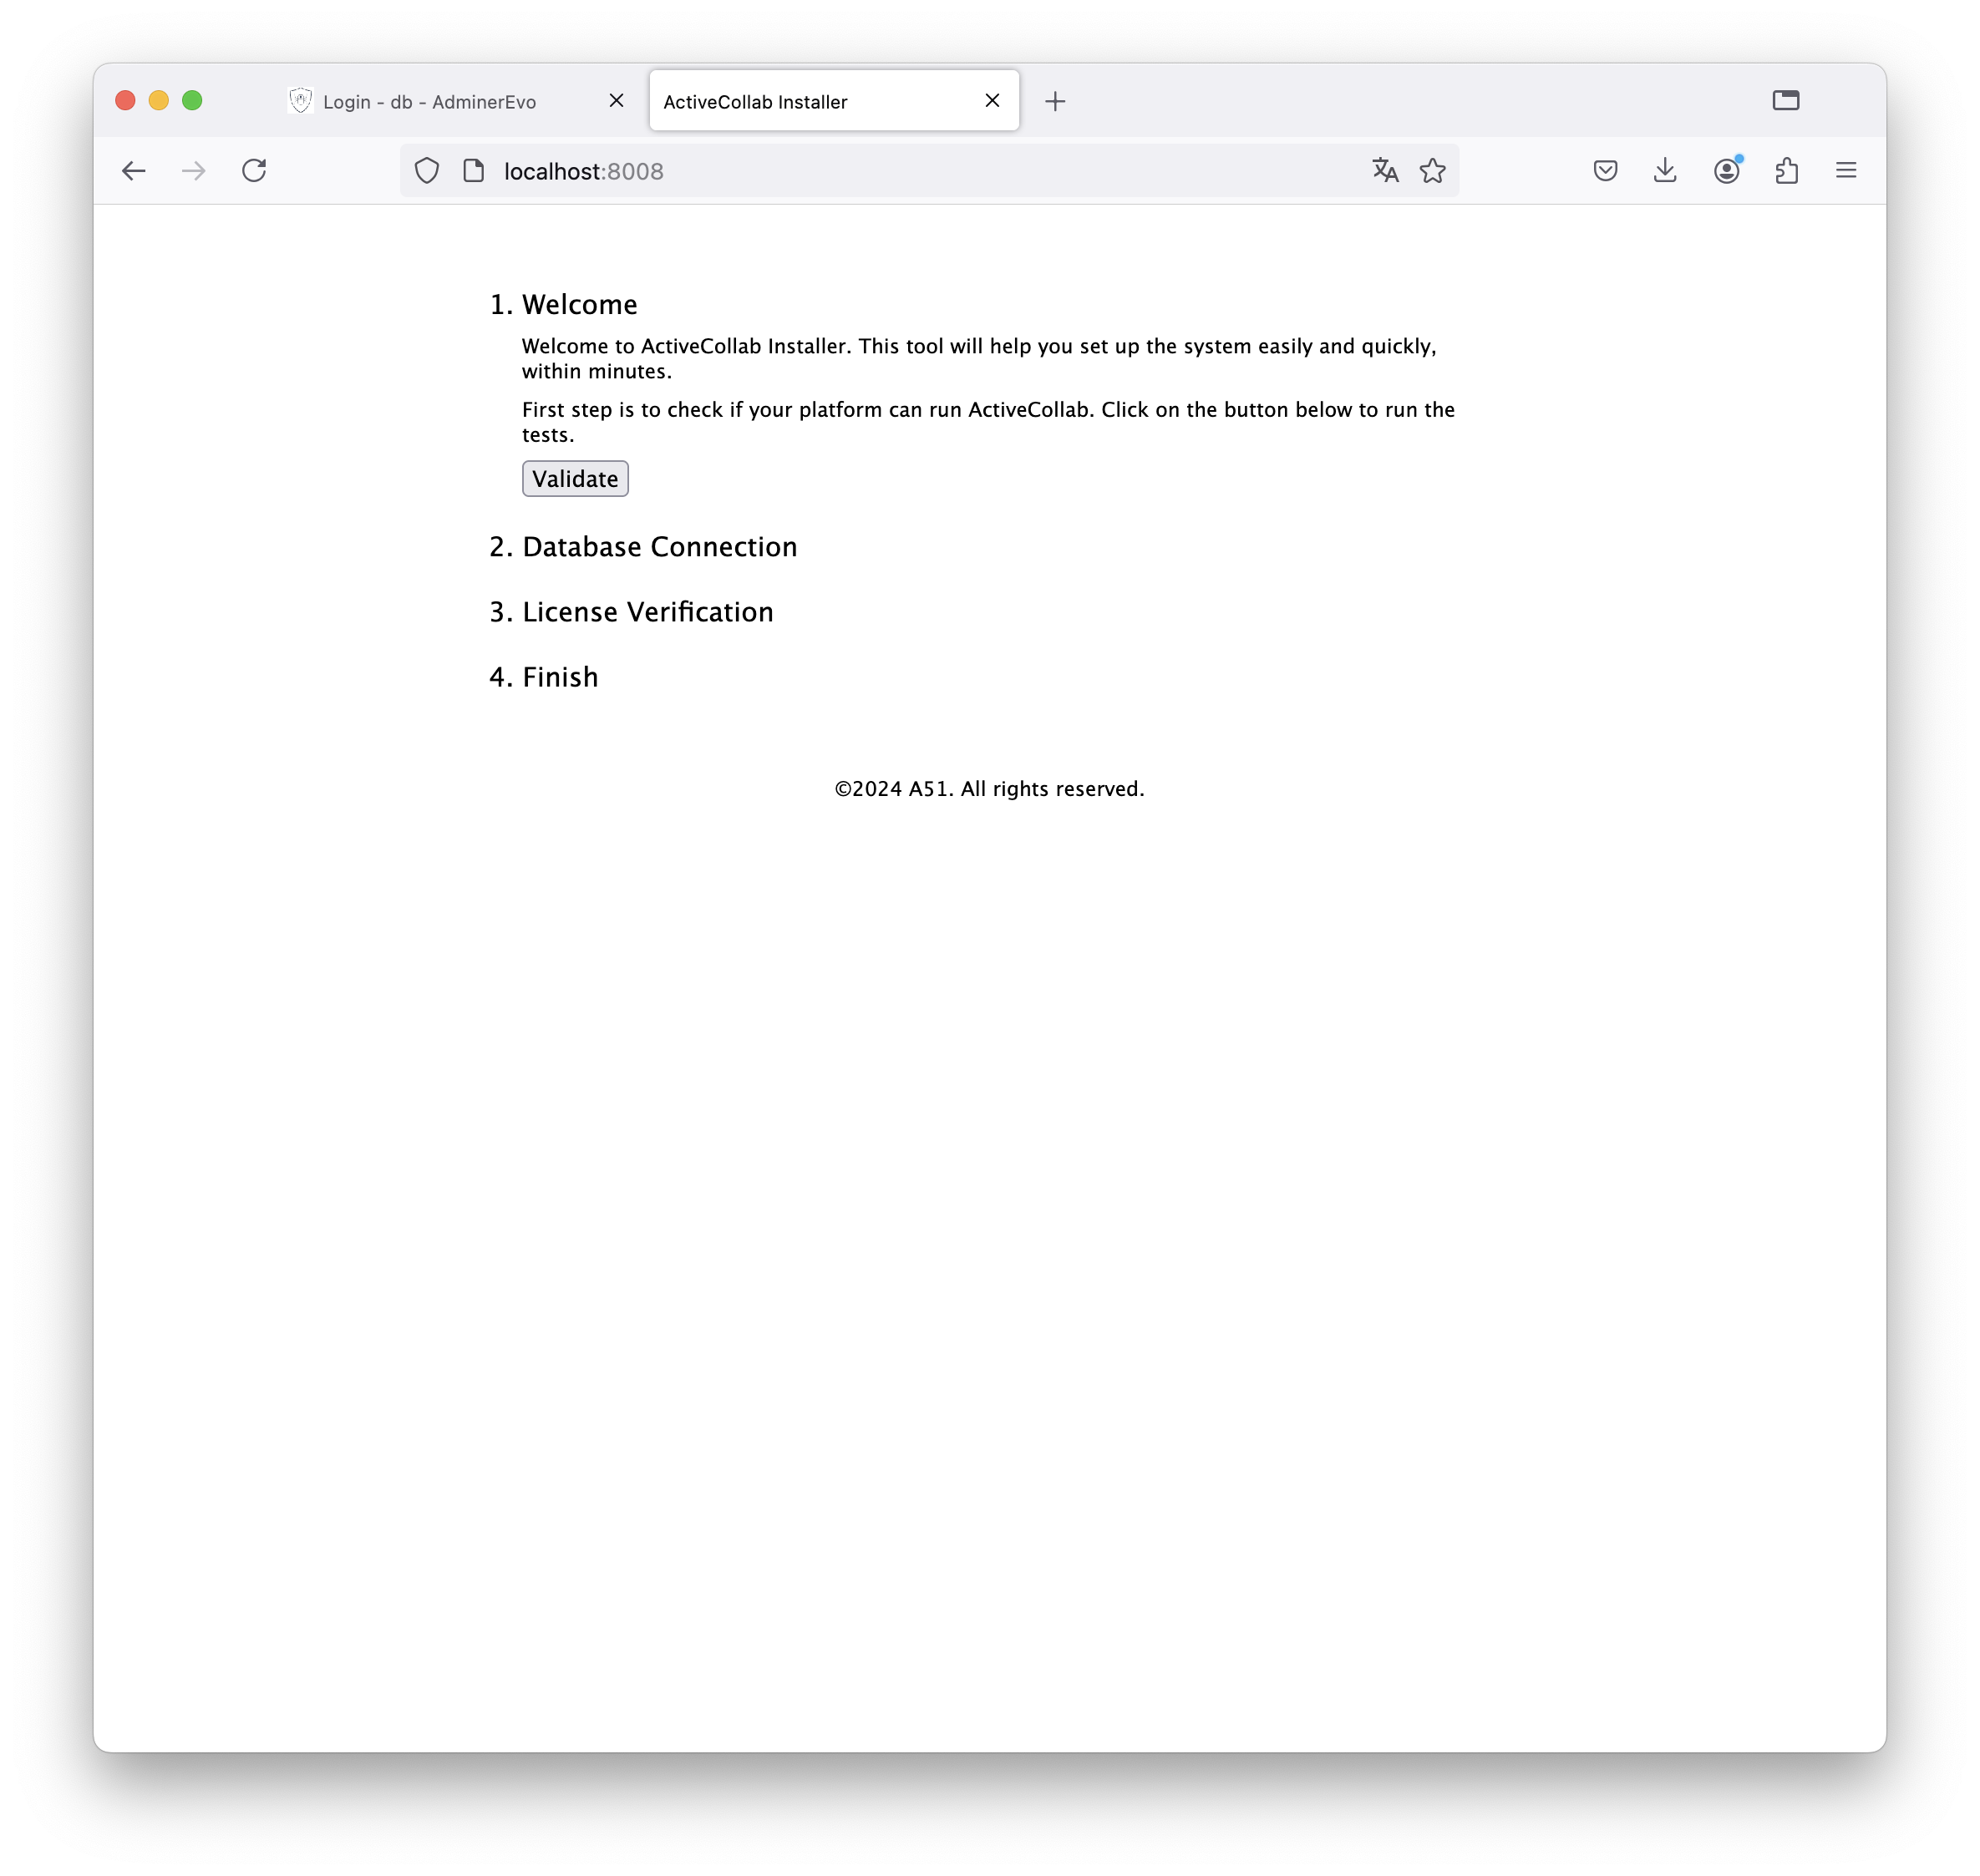 Login - db - AdminerEvo
ActiveCollab Installer
localhost:8008
1. Welcome
Welcome to ActiveCollab Installer. This tool will help you set up the system easily and quickly,
within minutes.
First step is to check if your platform can run ActiveCollab. Click on the button below to run the
tests.
Validate
2. Database Connection
3. License Verification
4. Finish
©2024 A51. All rights reserved.